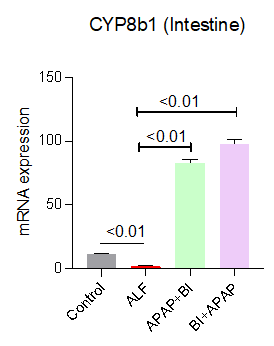 CYP8b1 (Intestine)
mRNA expression
150
100
50
0
<0.01
<0.01
<0.01
Control
ALF
APAP+BI
BI+APAP